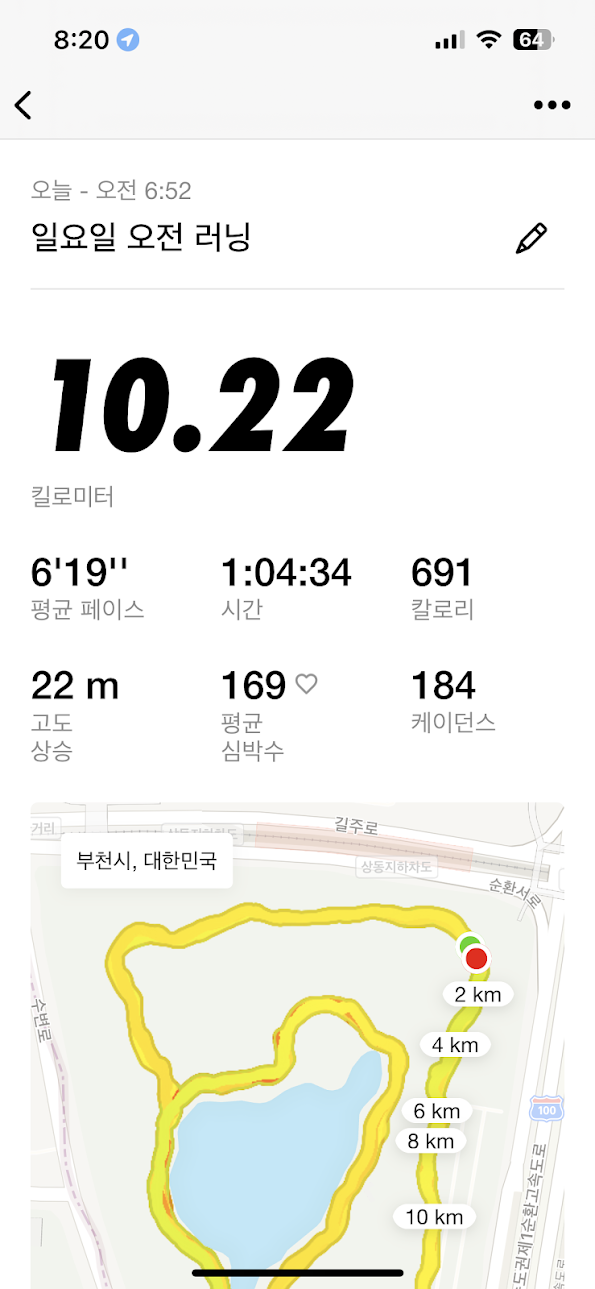 8:20
64
오늘 - 오전 6:52
일요일 오전 러닝
10.22
킬로미터
6'19'' 1:04:34 691
평균 페이스 시간 칼로리
22 m 169 184
고도 평균 케이던스
상승 심박수
거리
길주로
부천시, 대한민국
상동지하차도
순환서로
2 km
수변로
4 km
6 km
100
8 km
10 km
수도권제1순환고속도로